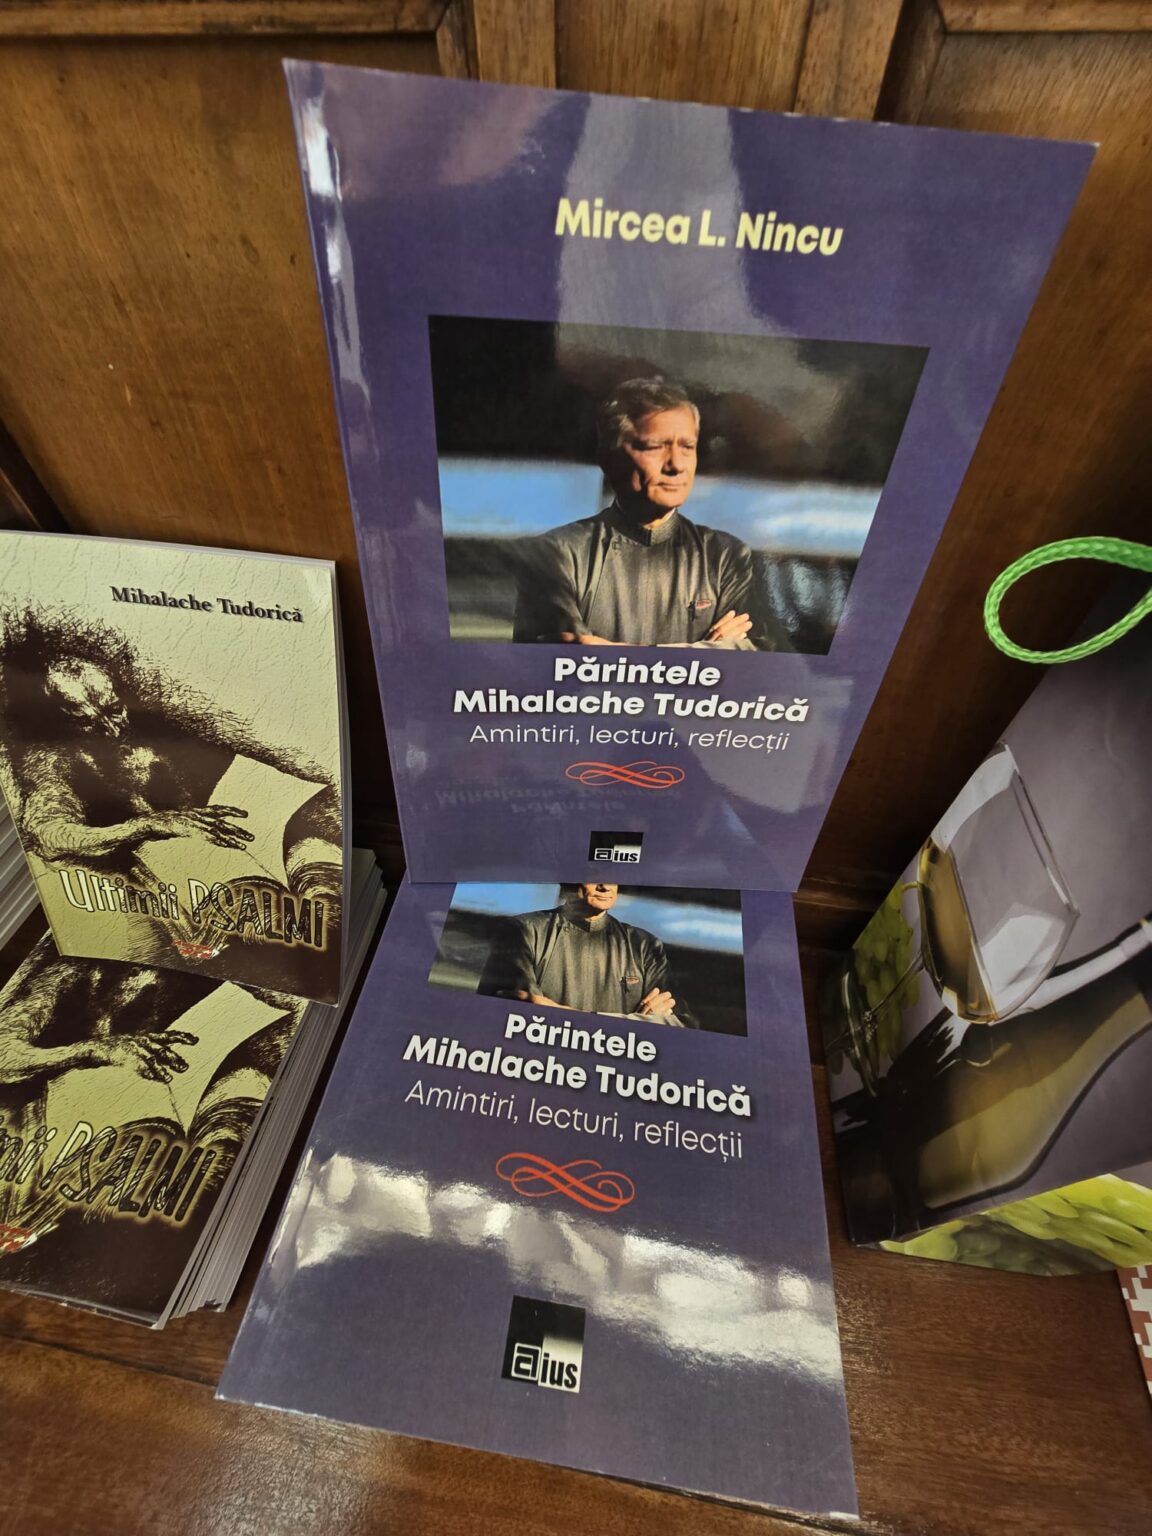 Mircea L. Nincu
Părintele
Mihalache Tudorică
Amintiri, lecturi, reflecții
aius
Mihalache Tudorică
Ultimii PSALMI
Părintele
Mihalache Tudorică
Amintiri, lecturi, reflecții
aius
PSALMI